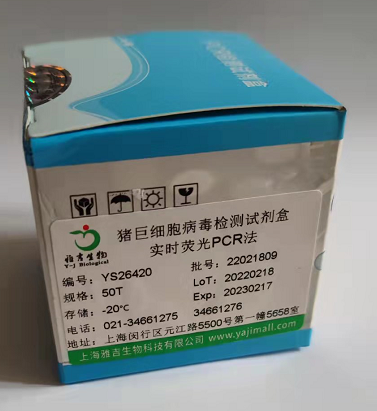 猪巨细胞病毒检测试剂盒
实时荧光PCR法
雅吉生物
Y-J Biological
编号: YS26420
批号: 22021809
规格: 50T
LoT: 20220218
存储: -20℃
Exp: 20230217
电话: 021-34661275 34661276
地址: 上海闵行区元江路5500号第一幢5658室
上海雅吉生物科技有限公司 www.yajimall.com